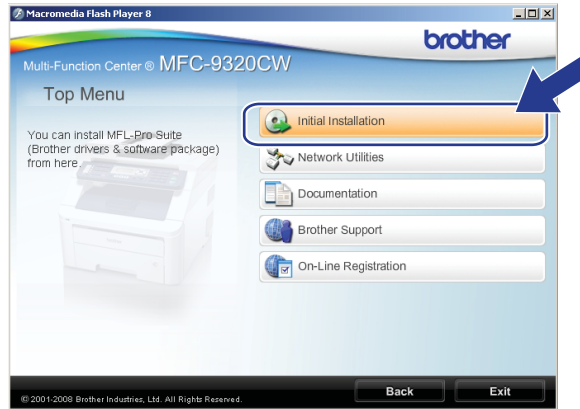 Macromedia Flash Player 8
brother
Multi-Function Center ® MFC-9320CW
Top Menu
You can install MFL-Pro Suite
(Brother drivers & software package)
from here.
Initial Installation
Network Utilities
Documentation
Brother Support
On-Line Registration
© 2001-2008 Brother Industries, Ltd. All Rights Reserved.
Back
Exit